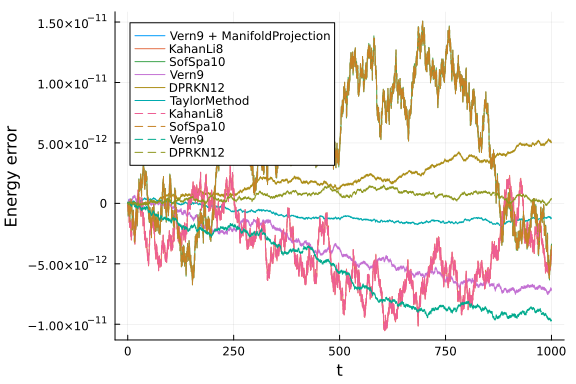 1.50×10⁻¹¹
1.00×10⁻¹¹
5.00×10⁻¹²
0
−5.00×10⁻¹²
−1.00×10⁻¹¹
Energy error
Vern9 + ManifoldProjection
KahanLi8
SofSpa10
Vern9
DPRKN12
TaylorMethod
KahanLi8
SofSpa10
Vern9
DPRKN12
0 250 500 750 1000
t